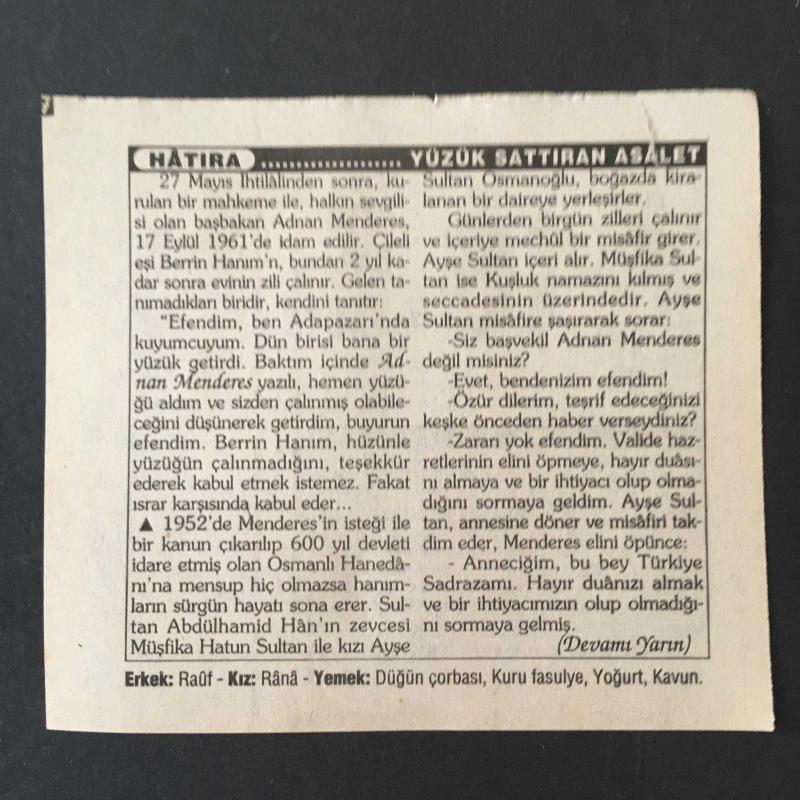 HÂTIRA .................... YÜZÜK SATTIRAN ASÂLET
27 Mayıs İhtilâlinden sonra, ku-
rulan bir mahkeme ile, halkın sevgili-
si olan başbakan Adnan Menderes,
17 Eylül 1961'de idam edilir. Çileli
eşi Berrin Hanım'n, bundan 2 yıl ka-
dar sonra evinin zili çalınır. Gelen ta-
nımadıkları biridir, kendini tanıtır:
"Efendim, ben Adapazarı'nda
kuyumcuyum. Dün birisi bana bir
yüzük getirdi. Baktım içinde Ad-
nan Menderes yazılı, hemen yüzü-
ğü aldım ve sizden çalınmış olabile-
ceğini düşünerek getirdim, buyurun
efendim. Berrin Hanım, hüzünle
yüzüğün çalınmadığını, teşekkür
ederek kabul etmek istemez. Fakat
ısrar karşısında kabul eder...
▲ 1952'de Menderes'in isteği ile
bir kanun çıkarılıp 600 yıl devleti
idare etmiş olan Osmanlı Hanedâ-
nı'na mensup hiç olmazsa hanım-
ların sürgün hayatı sona erer. Sul-
tan Abdülhamid Hân'ın zevcesi
Müşfika Hatun Sultan ile kızı Ayşe
Sultan Osmanoğlu, boğazda kira-
lanan bir daireye yerleşirler.
Günlerden birgün zilleri çalınır
ve içeriye mechûl bir misâfir girer.
Ayşe Sultan içeri alır. Müşfika Sul-
tan ise Kuşluk namazını kılmış ve
seccadesinin üzerindedir. Ayşe
Sultan misâfire şaşırarak sorar:
-Siz başvekil Adnan Menderes
değil misiniz?
-Evet, bendenizim efendim!
-Özür dilerim, teşrif edeceğinizi
keşke önceden haber verseydiniz?
-Zararı yok efendim. Valide haz-
retlerinin elini öpmeye, hayır duâsı-
nı almaya ve bir ihtiyacı olup olma-
dığını sormaya geldim. Ayşe Sul-
tan, annesine döner ve misâfiri tak-
dim eder, Menderes elini öpünce:
- Anneciğim, bu bey Türkiye
Sadrazamı. Hayır duânızı almak
ve bir ihtiyacımızın olup olmadığı-
nı sormaya gelmiş.
(Devamı Yarın)
Erkek: Raûf - Kız: Rânâ - Yemek: Düğün çorbası, Kuru fasulye, Yoğurt, Kavun.